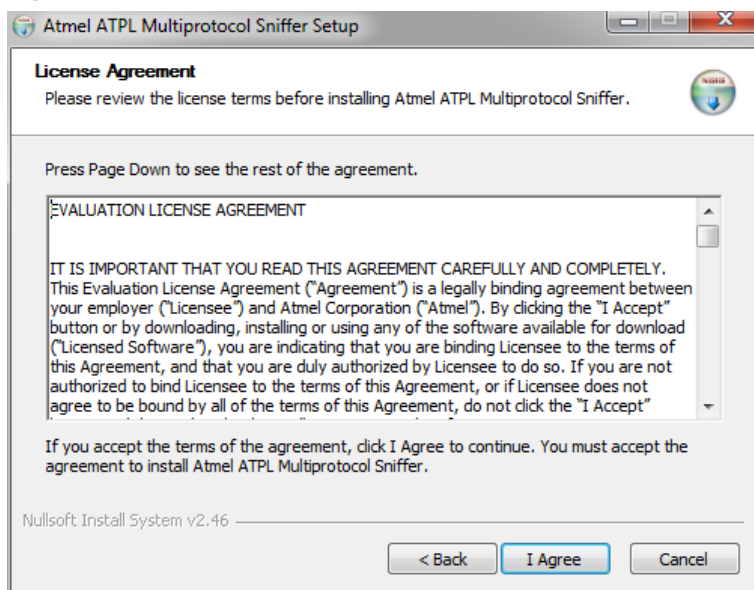 Atmel ATPL Multiprotocol Sniffer Setup
License Agreement
Please review the license terms before installing Atmel ATPL Multiprotocol Sniffer.
Press Page Down to see the rest of the agreement.
EVALUATION LICENSE AGREEMENT
IT IS IMPORTANT THAT YOU READ THIS AGREEMENT CAREFULLY AND COMPLETELY.
This Evaluation License Agreement (“Agreement”) is a legally binding agreement between
your employer (“Licensee”) and Atmel Corporation (“Atmel”). By clicking the “I Accept”
button or by downloading, installing or using any of the software available for download
(“Licensed Software”), you are indicating that you are binding Licensee to the terms of
this Agreement, and that you are duly authorized by Licensee to do so. If you are not
authorized to bind Licensee to the terms of this Agreement, or if Licensee does not
agree to be bound by all of the terms of this Agreement, do not click the “I Accept”
If you accept the terms of the agreement, click I Agree to continue. You must accept the
agreement to install Atmel ATPL Multiprotocol Sniffer.
Nullsoft Install System v2.46
< Back I Agree Cancel